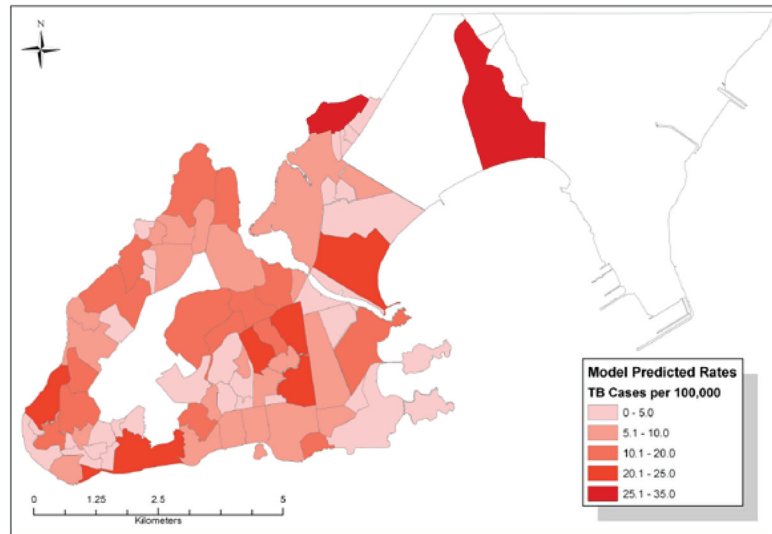 N
Model Predicted Rates
TB Cases per 100,000
0 - 5.0
5.1 - 10.0
10.1 - 20.0
20.1 - 25.0
25.1 - 35.0
0 1.25 2.5 5
Kilometers